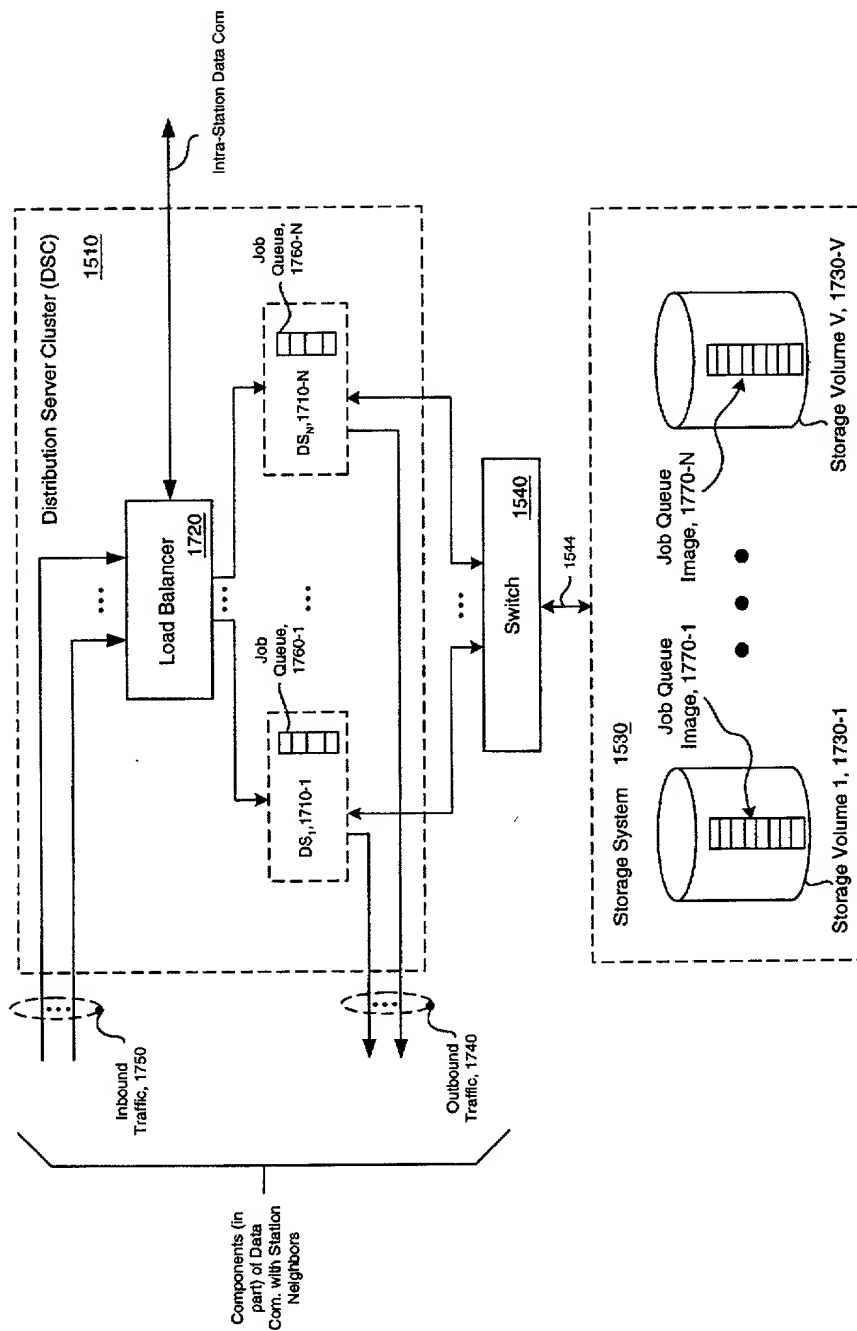 Components (in
part) of Data
Com. with Station
Neighbors
Inbound
Traffic, 1750
Outbound
Traffic, 1740
Distribution Server Cluster (DSC)
1510
Intra-Station Data Com
Load Balancer
1720
...
...
...
...
...
DS1, 1710-1
Job
Queue,
1760-1
...
DSN, 1710-N
Job
Queue,
1760-N
...
Switch
1540
1544
Storage System 1530
Job Queue
Image, 1770-1
Storage Volume 1, 1730-1
Job Queue
Image, 1770-N
Storage Volume V, 1730-V